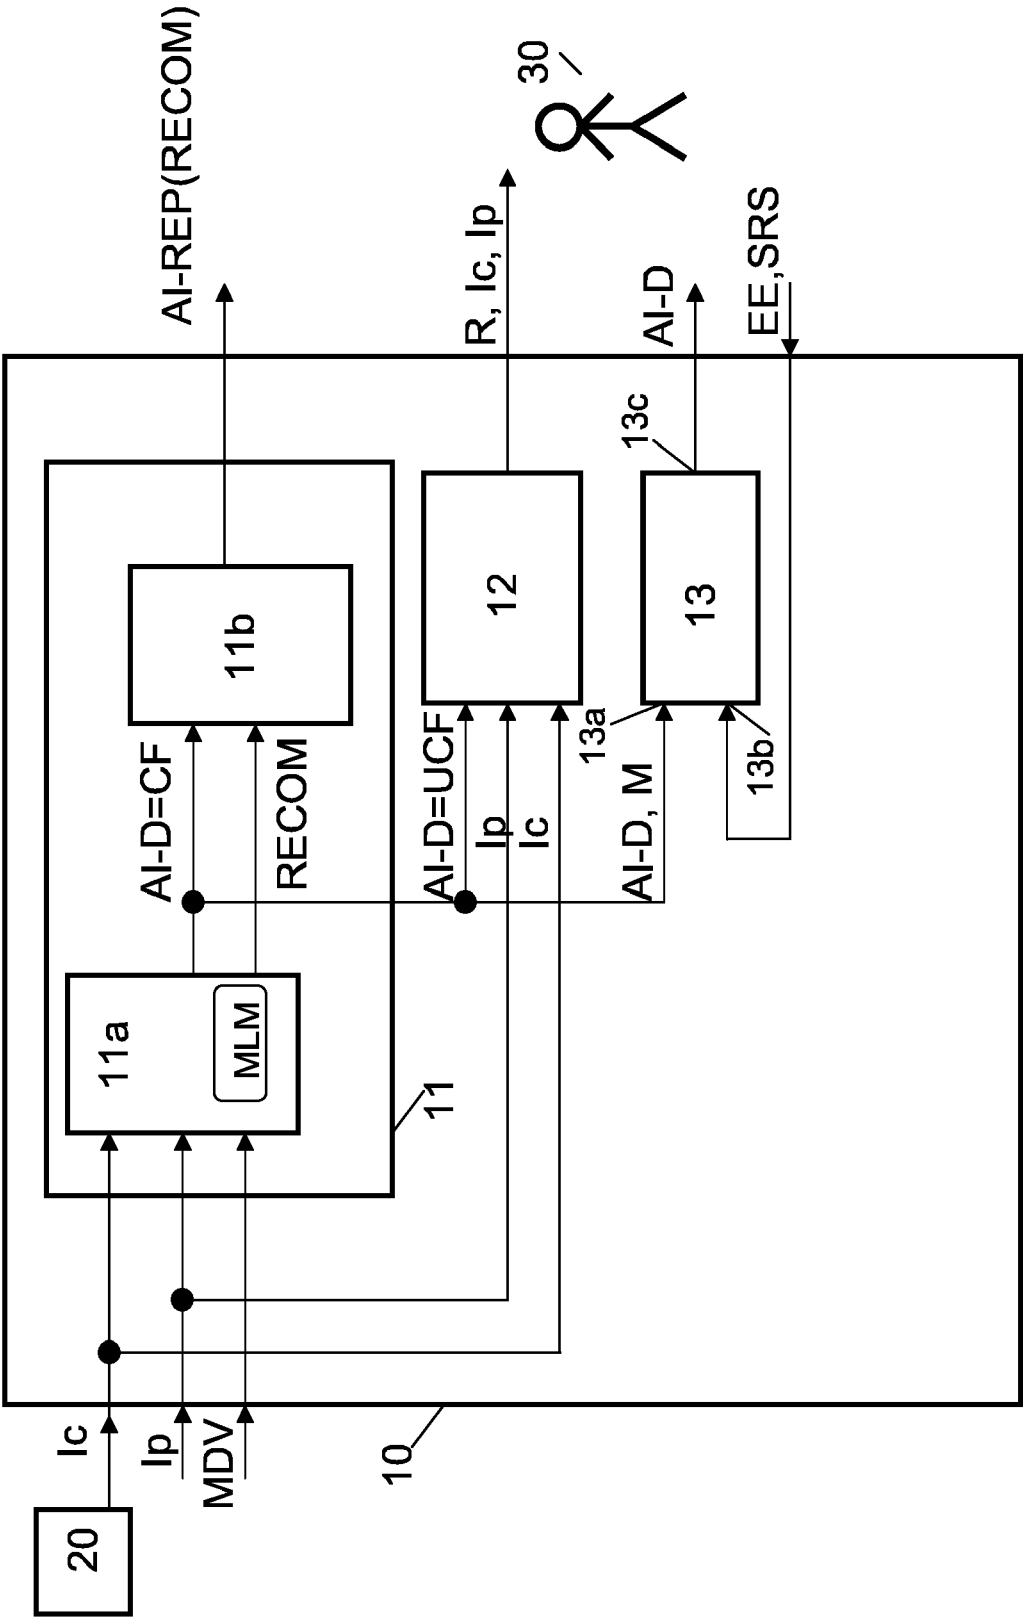 20
Ic
Ip
MDV
10
11
11a
MLM
AI-D=CF
RECOM
11b
AI-REP(RECOM)
AI-D=UCF
Ip
Ic
12
R, Ic, Ip
30
AI-D, M
13a
13b
13
13c
AI-D
EE,SRS